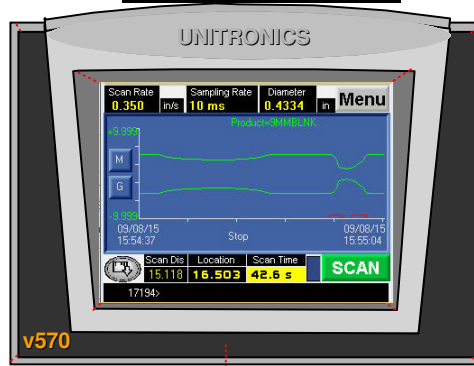 UNITRONICS
Scan Rate Sampling Rate Diameter
0.350 in/s 10 ms 0.4334 in Menu
Product=9MMBLNK
+9.999
M
G
-9.999
09/08/15 09/08/15
15:54:37 Stop 15:55:04
Scan Dis Location Scan Time
15.118 16.503 42.6 s SCAN
17194>
v570